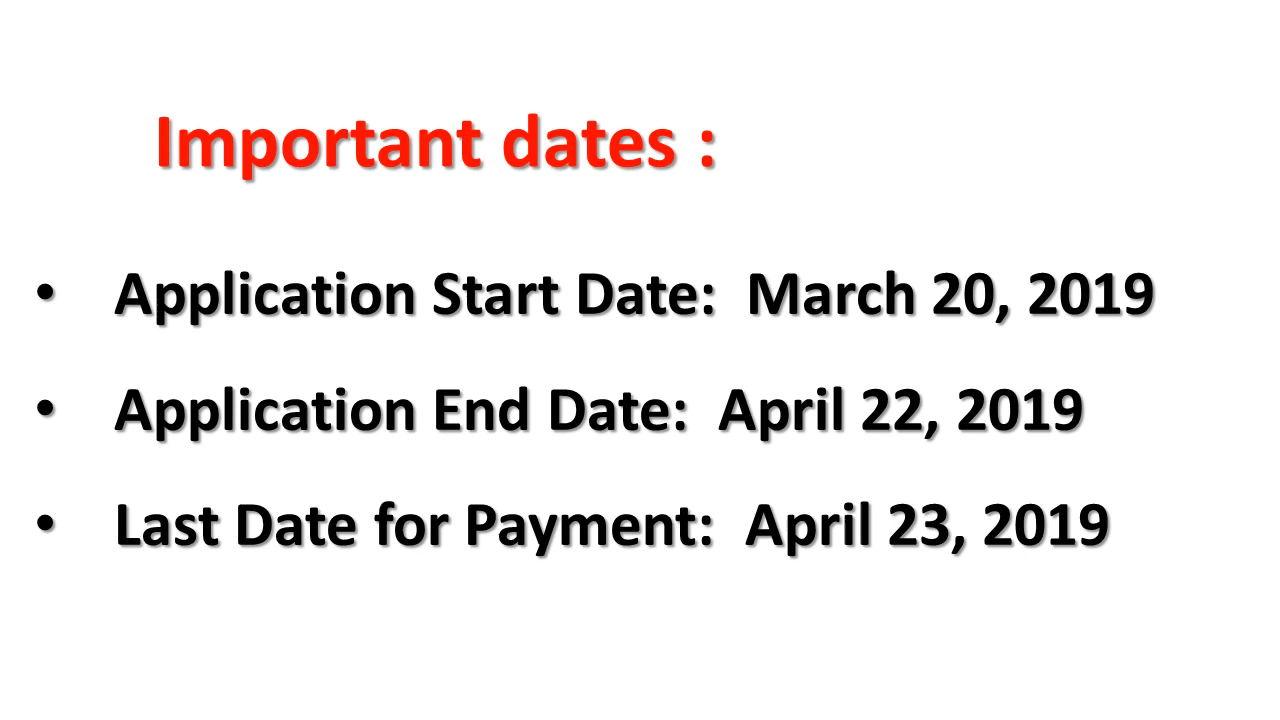 Important dates :
• Application Start Date: March 20, 2019
• Application End Date: April 22, 2019
• Last Date for Payment: April 23, 2019